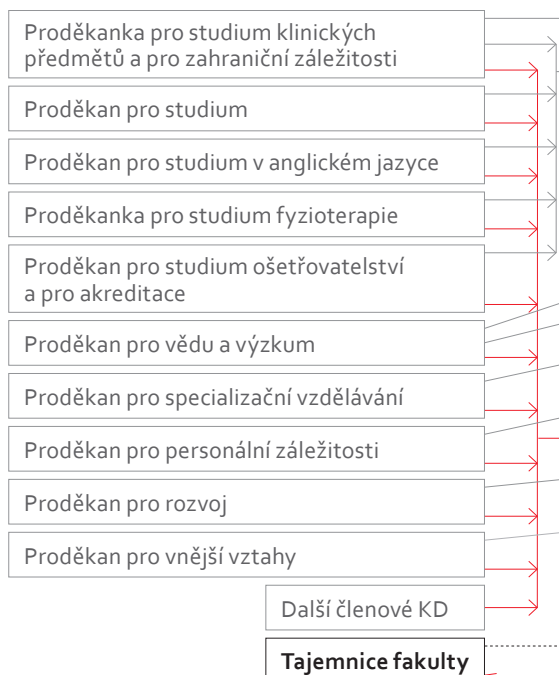 Proděkanka pro studium klinických
předmětů a pro zahraniční záležitosti
Proděkan pro studium
Proděkan pro studium v anglickém jazyce
Proděkanka pro studium fyzioterapie
Proděkan pro studium ošetřovatelství
a pro akreditace
Proděkan pro vědu a výzkum
Proděkan pro specializační vzdělávání
Proděkan pro personální záležitosti
Proděkan pro rozvoj
Proděkan pro vnější vztahy
Další členové KD
Tajemnice fakulty